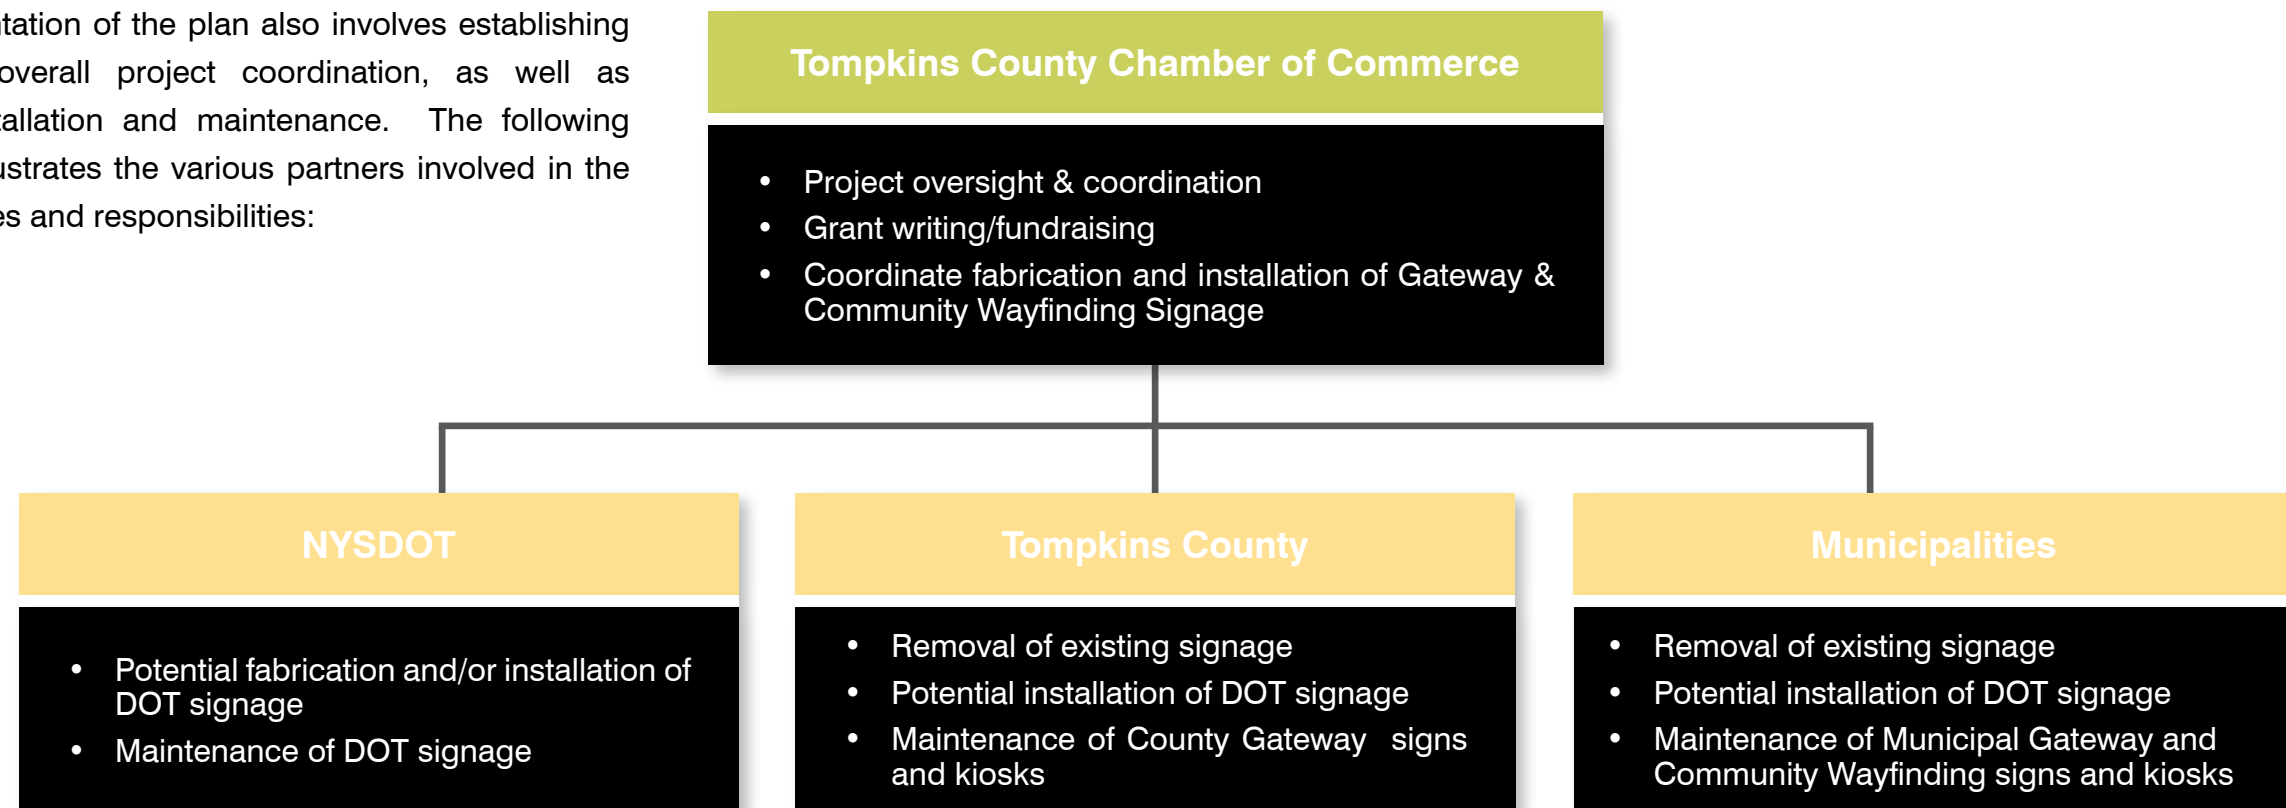 of the plan also involves establishing
overall project coordination, as well as
and maintenance. The following
the various partners involved in the
and responsibilities:
Tompkins County Chamber of Commerce
• Project oversight & coordination
• Grant writing/fundraising
• Coordinate fabrication and installation of Gateway &
Community Wayfinding Signage
NYSDOT
• Potential fabrication and/or installation of
DOT signage
• Maintenance of DOT signage
Tompkins County
• Removal of existing signage
• Potential installation of DOT signage
• Maintenance of County Gateway signs
and kiosks
Municipalities
• Removal of existing signage
• Potential installation of DOT signage
• Maintenance of Municipal Gateway and
Community Wayfinding signs and kiosks